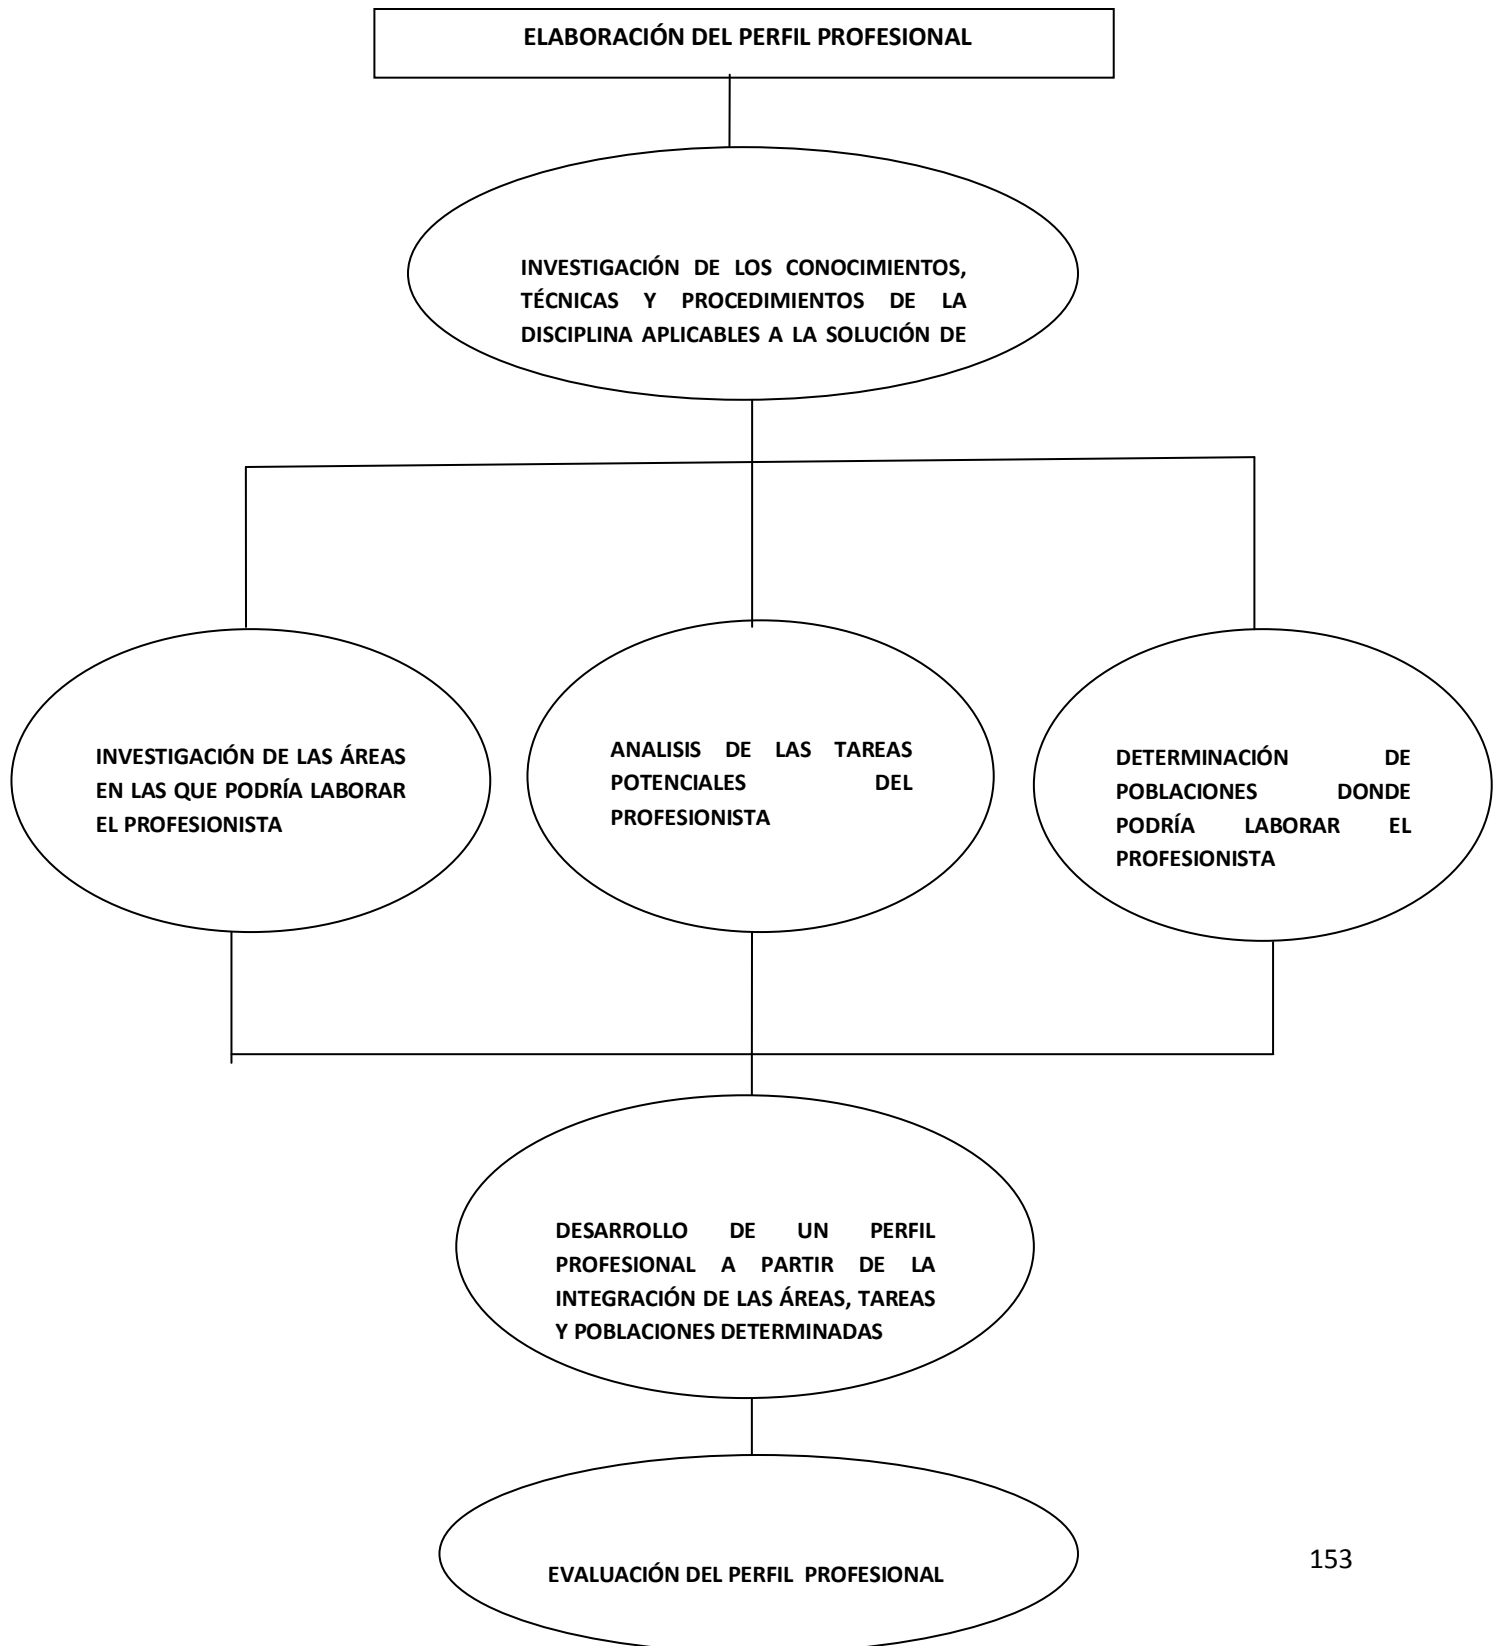 ELABORACIÓN DEL PERFIL PROFESIONAL
INVESTIGACIÓN DE LOS CONOCIMIENTOS,
TÉCNICAS Y PROCEDIMIENTOS DE LA
DISCIPLINA APLICABLES A LA SOLUCIÓN DE
INVESTIGACIÓN DE LAS ÁREAS
EN LAS QUE PODRÍA LABORAR
EL PROFESIONISTA
ANALISIS DE LAS TAREAS
POTENCIALES DEL
PROFESIONISTA
DETERMINACIÓN DE
POBLACIONES DONDE
PODRÍA LABORAR EL
PROFESIONISTA
DESARROLLO DE UN PERFIL
PROFESIONAL A PARTIR DE LA
INTEGRACIÓN DE LAS ÁREAS, TAREAS
Y POBLACIONES DETERMINADAS
EVALUACIÓN DEL PERFIL PROFESIONAL
153